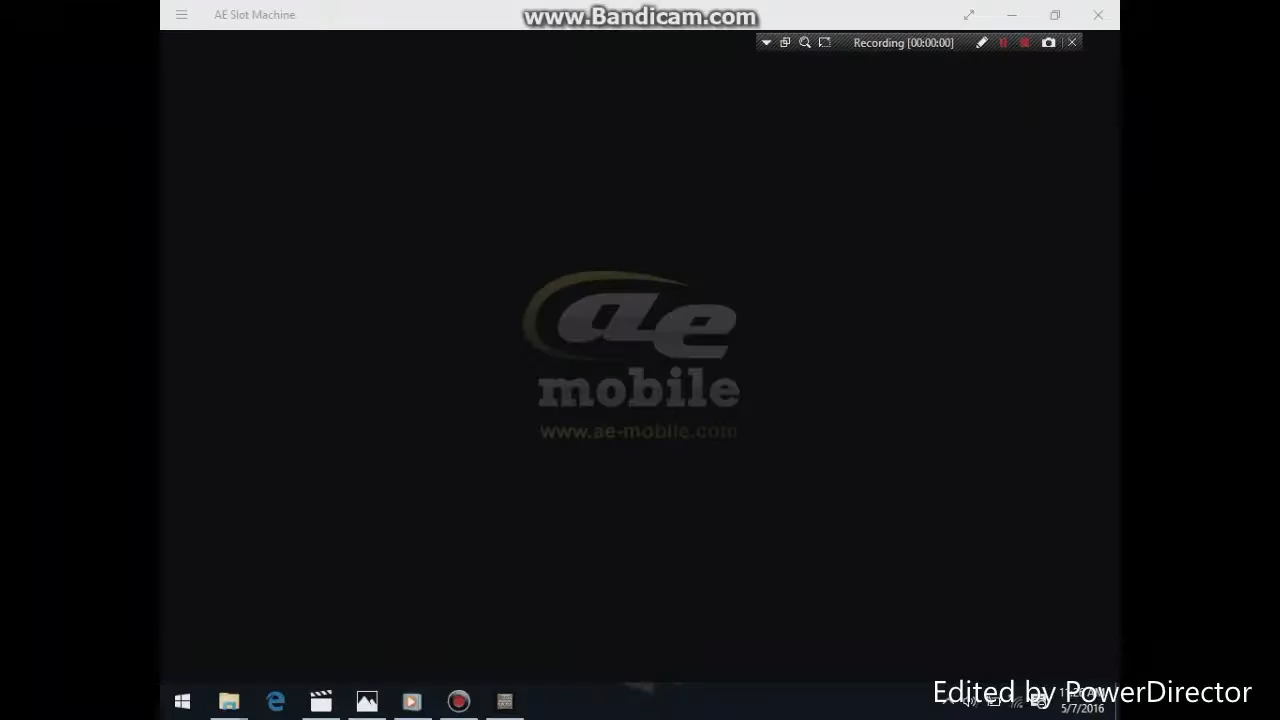 AE Slot Machine
www.Bandicam.com
Recording [00:00:00]
ae
mobile
www.ae-mobile.com
Edited by PowerDirector
5/7/2016